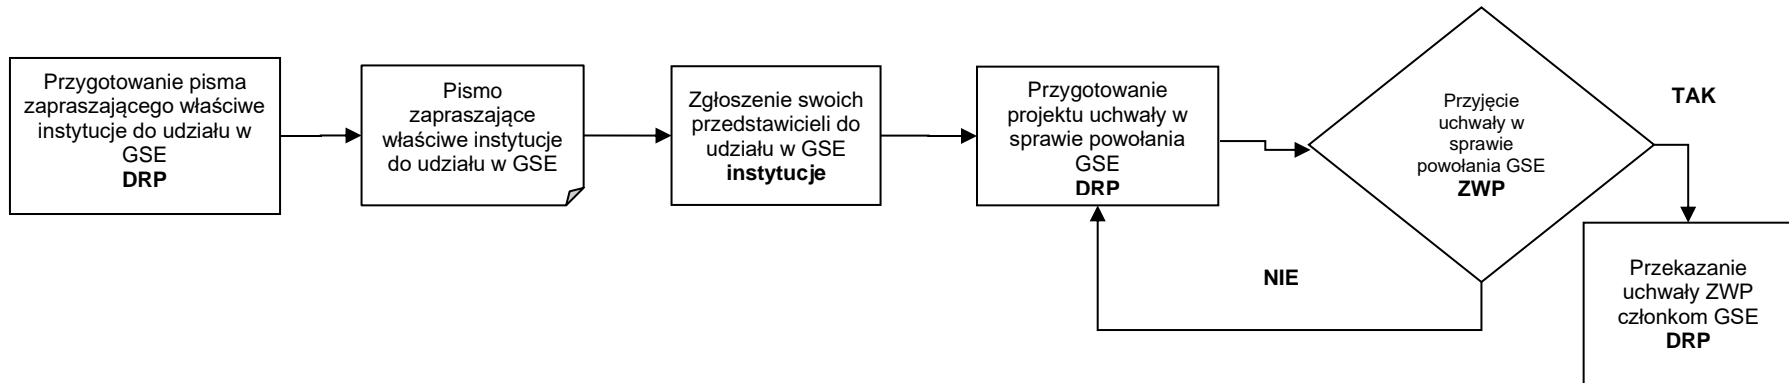 Przygotowanie pisma
zapraszającego właściwe
instytucje do udziału w
GSE
DRP
Pismo
zapraszające
właściwe instytucje
do udziału w GSE
Zgłoszenie swoich
przedstawicieli do
udziału w GSE
instytucje
Przygotowanie
projektu uchwały w
sprawie powołania
GSE
DRP
Przyjęcie
uchwały w
sprawie
powołania GSE
ZWP
TAK
NIE
Przekazanie
uchwały ZWP
członkom GSE
DRP